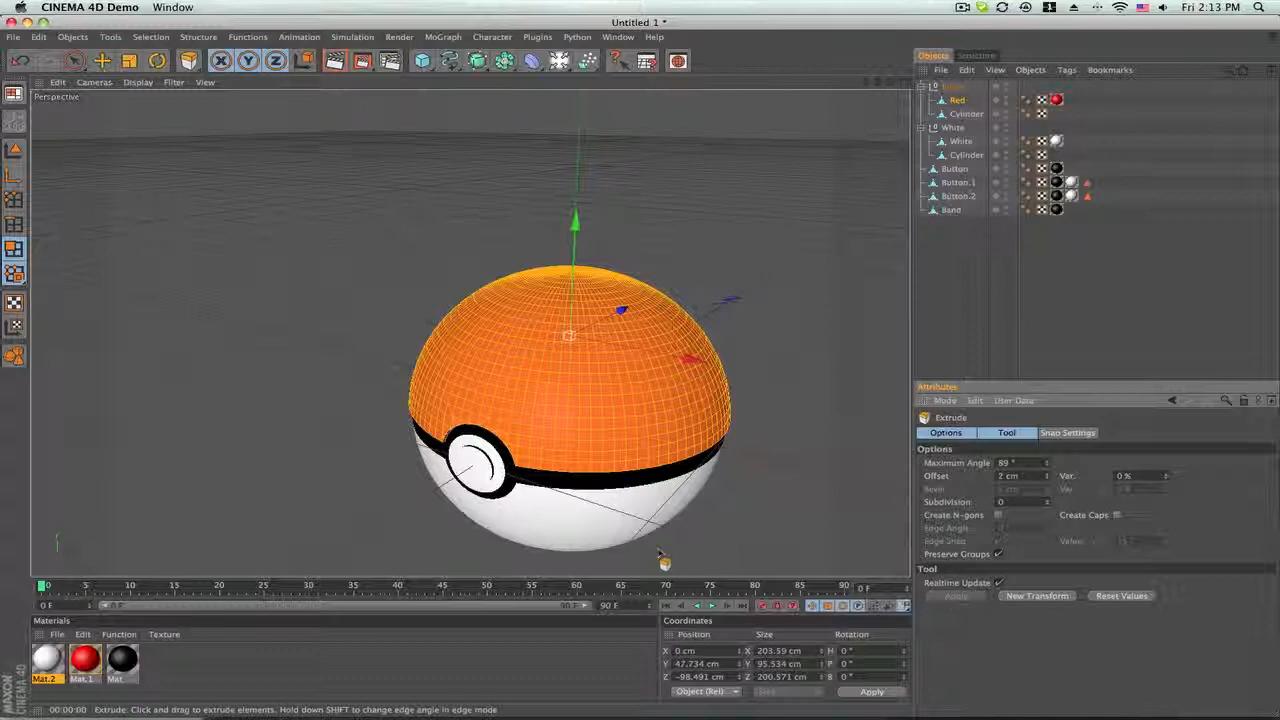 CINEMA 4D Demo Window Fri 2:13 PM
Untitled 1 *
File Edit Objects Tools Selection Structure Functions Animation Simulation Render MoGraph Character Plugins Python Window Help
Objects Structure
File Edit View Objects Tags Bookmarks
Edit Cameras Display View
Perspective
Red
Cylinder
White
White
Cylinder
Button
Button.1
Button.2
Band
Attributes
Mode Edit User Data
Extrude
Options Tool Snap Settings
Options
Maximum Angle 89 °
Offset 2 cm Var. 0 %
Subdivision 0
Create N-gons Create Caps
Preserve Groups
Tool
Realtime Update
Apply New Transform Reset Values
0 5 10 15 20 25 30 35 40 45 50 55 60 65 70 75 80 85 90 0 F
0 F 0 F 90 F 90 F
Materials
File Edit Function Texture
Mat.2 Mat.1 Mat
Coordinates
Position Size Rotation
X 0 cm X 203.59 cm H 0 °
Y 47.734 cm Y 95.534 cm P 0 °
Z -98.491 cm Z 200.571 cm B 0 °
Object (Rel) Size Apply
MAXON CINEMA 4D
00:00:00 Extrude: Click and drag to extrude elements. Hold down SHIFT to change edge angle in edge mode